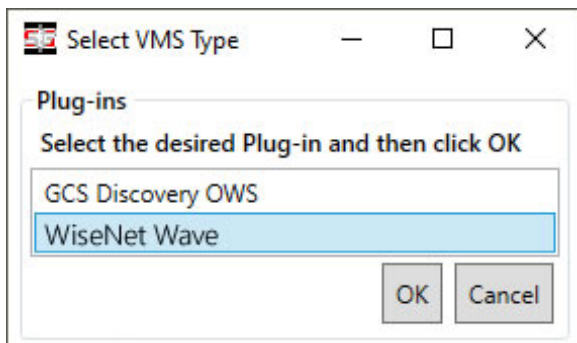 Select VMS Type
Plug-ins
Select the desired Plug-in and then click OK
GCS Discovery OWS
WiseNet Wave
OK Cancel